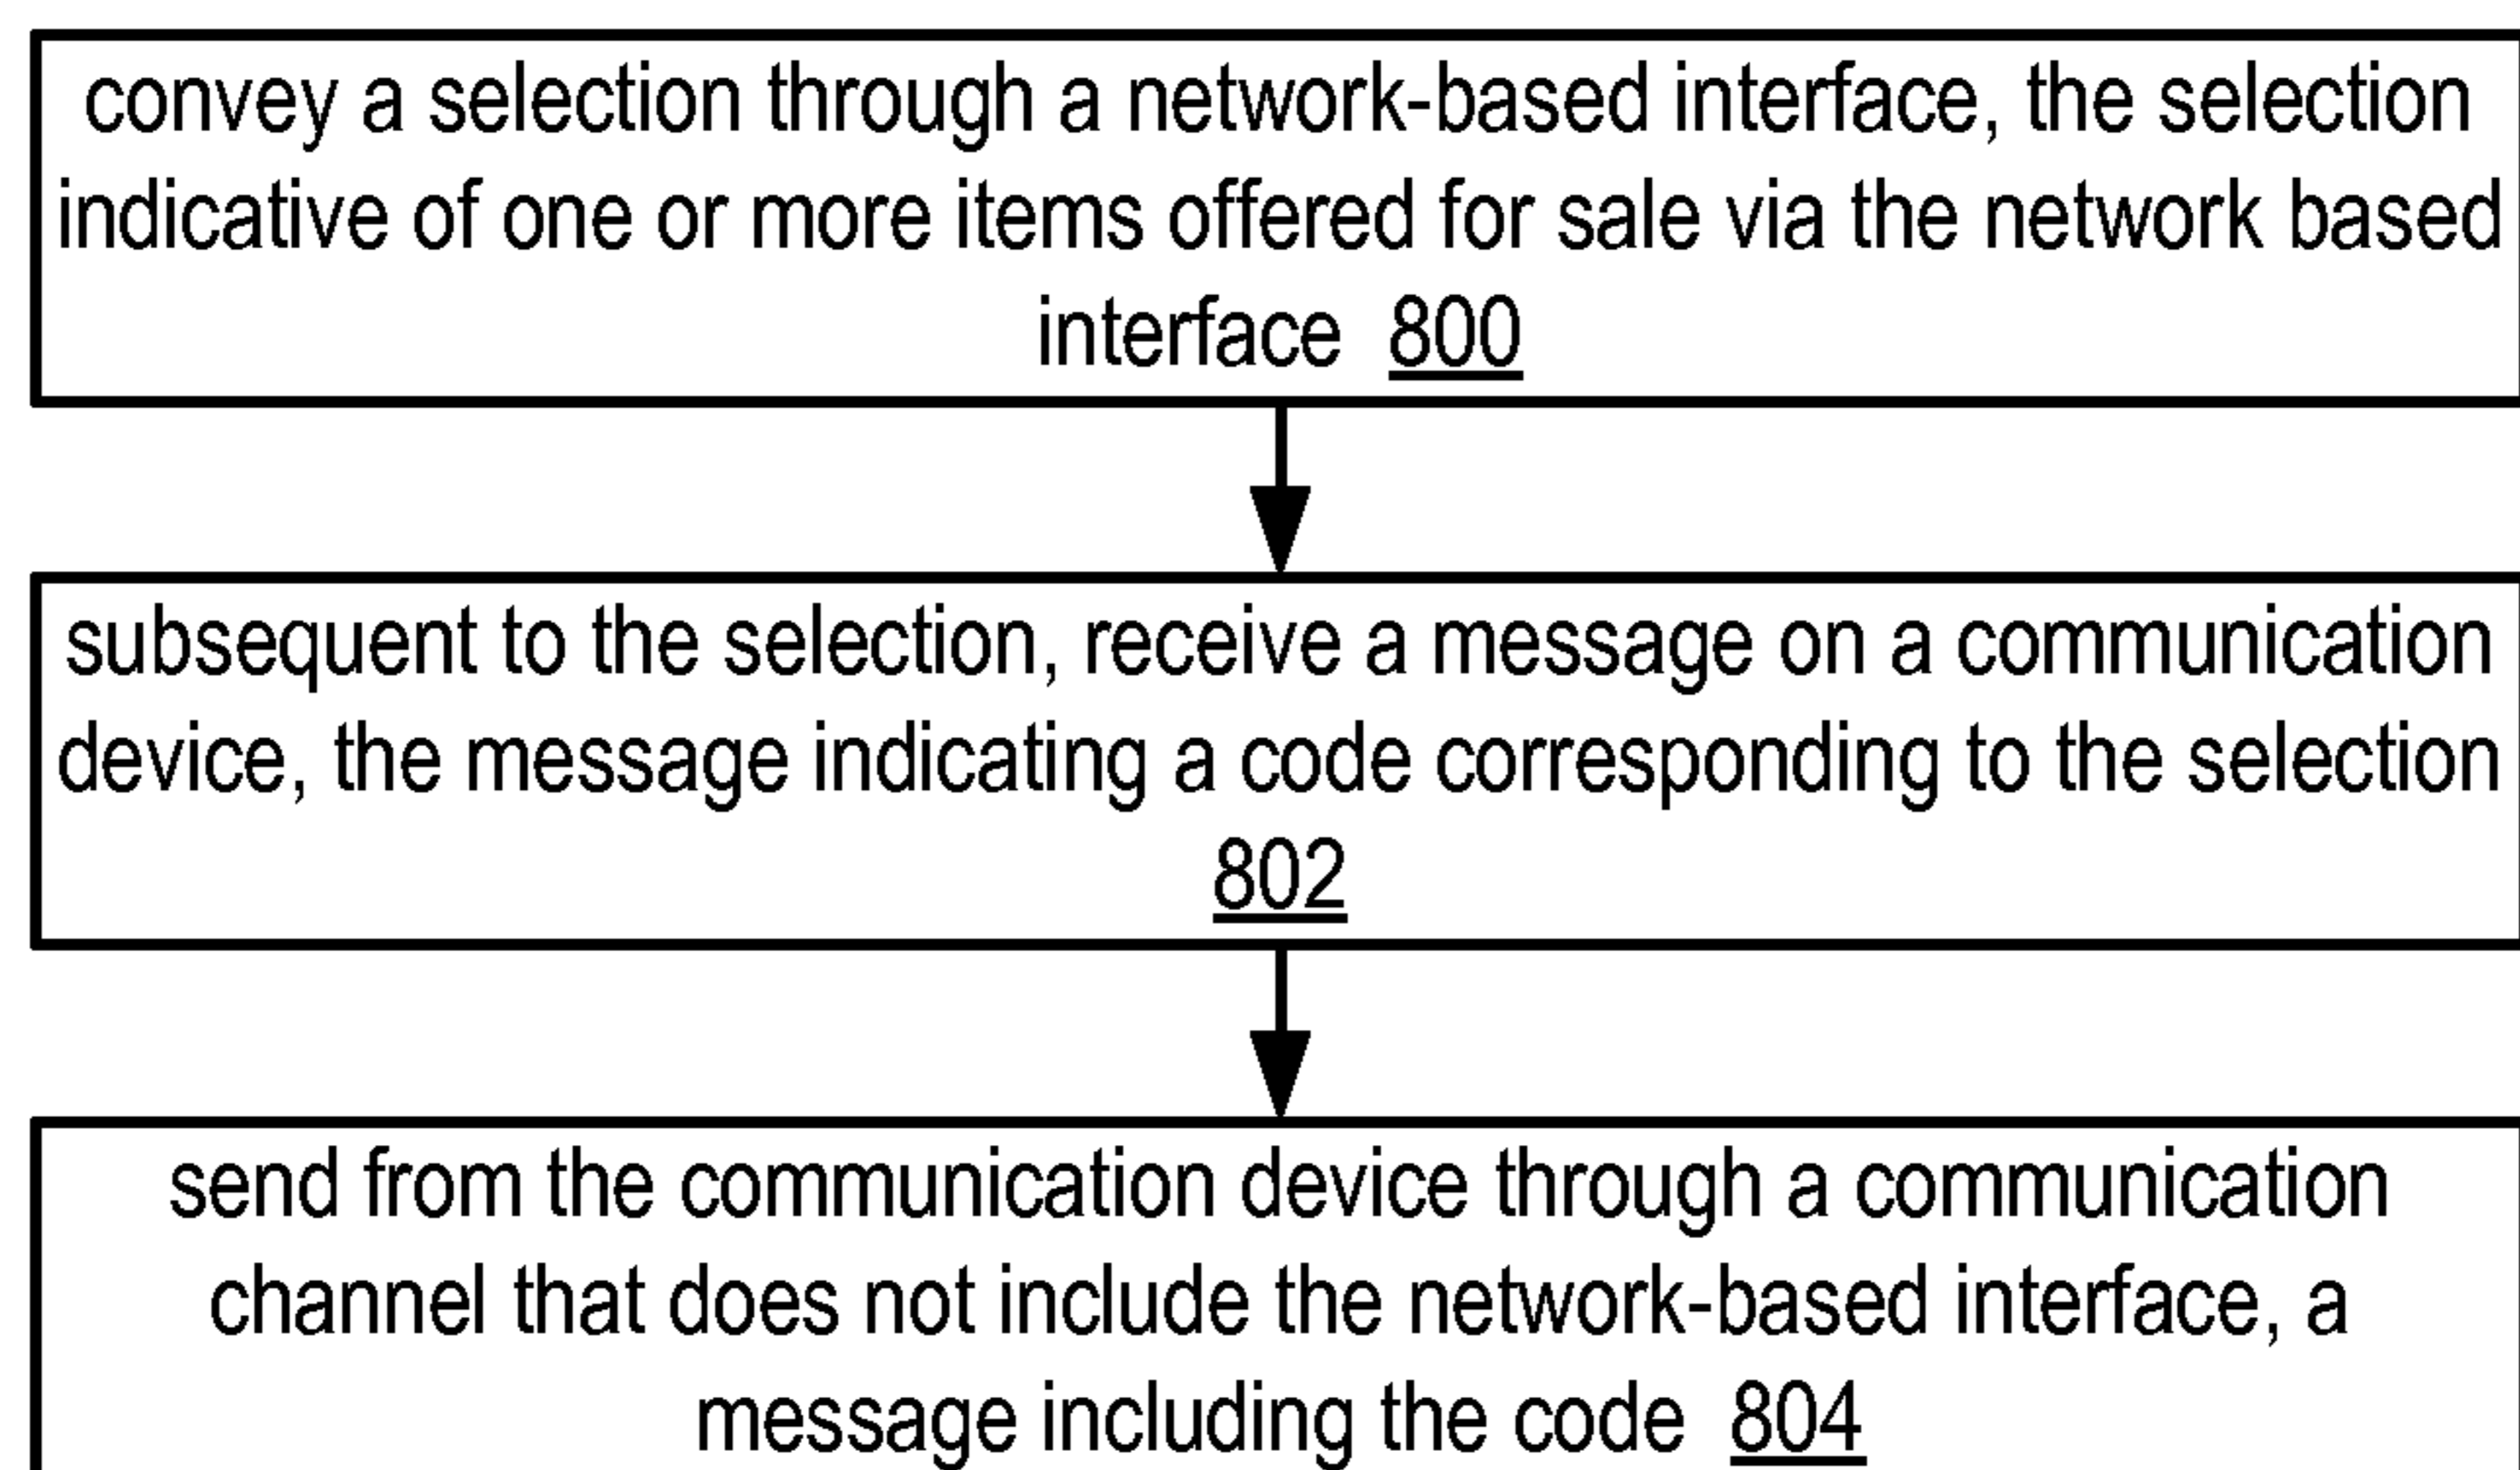 convey a selection through a network-based interface, the selection
indicative of one or more items offered for sale via the network based
interface 800
subsequent to the selection, receive a message on a communication
device, the message indicating a code corresponding to the selection
802
send from the communication device through a communication
channel that does not include the network-based interface, a
message including the code 804